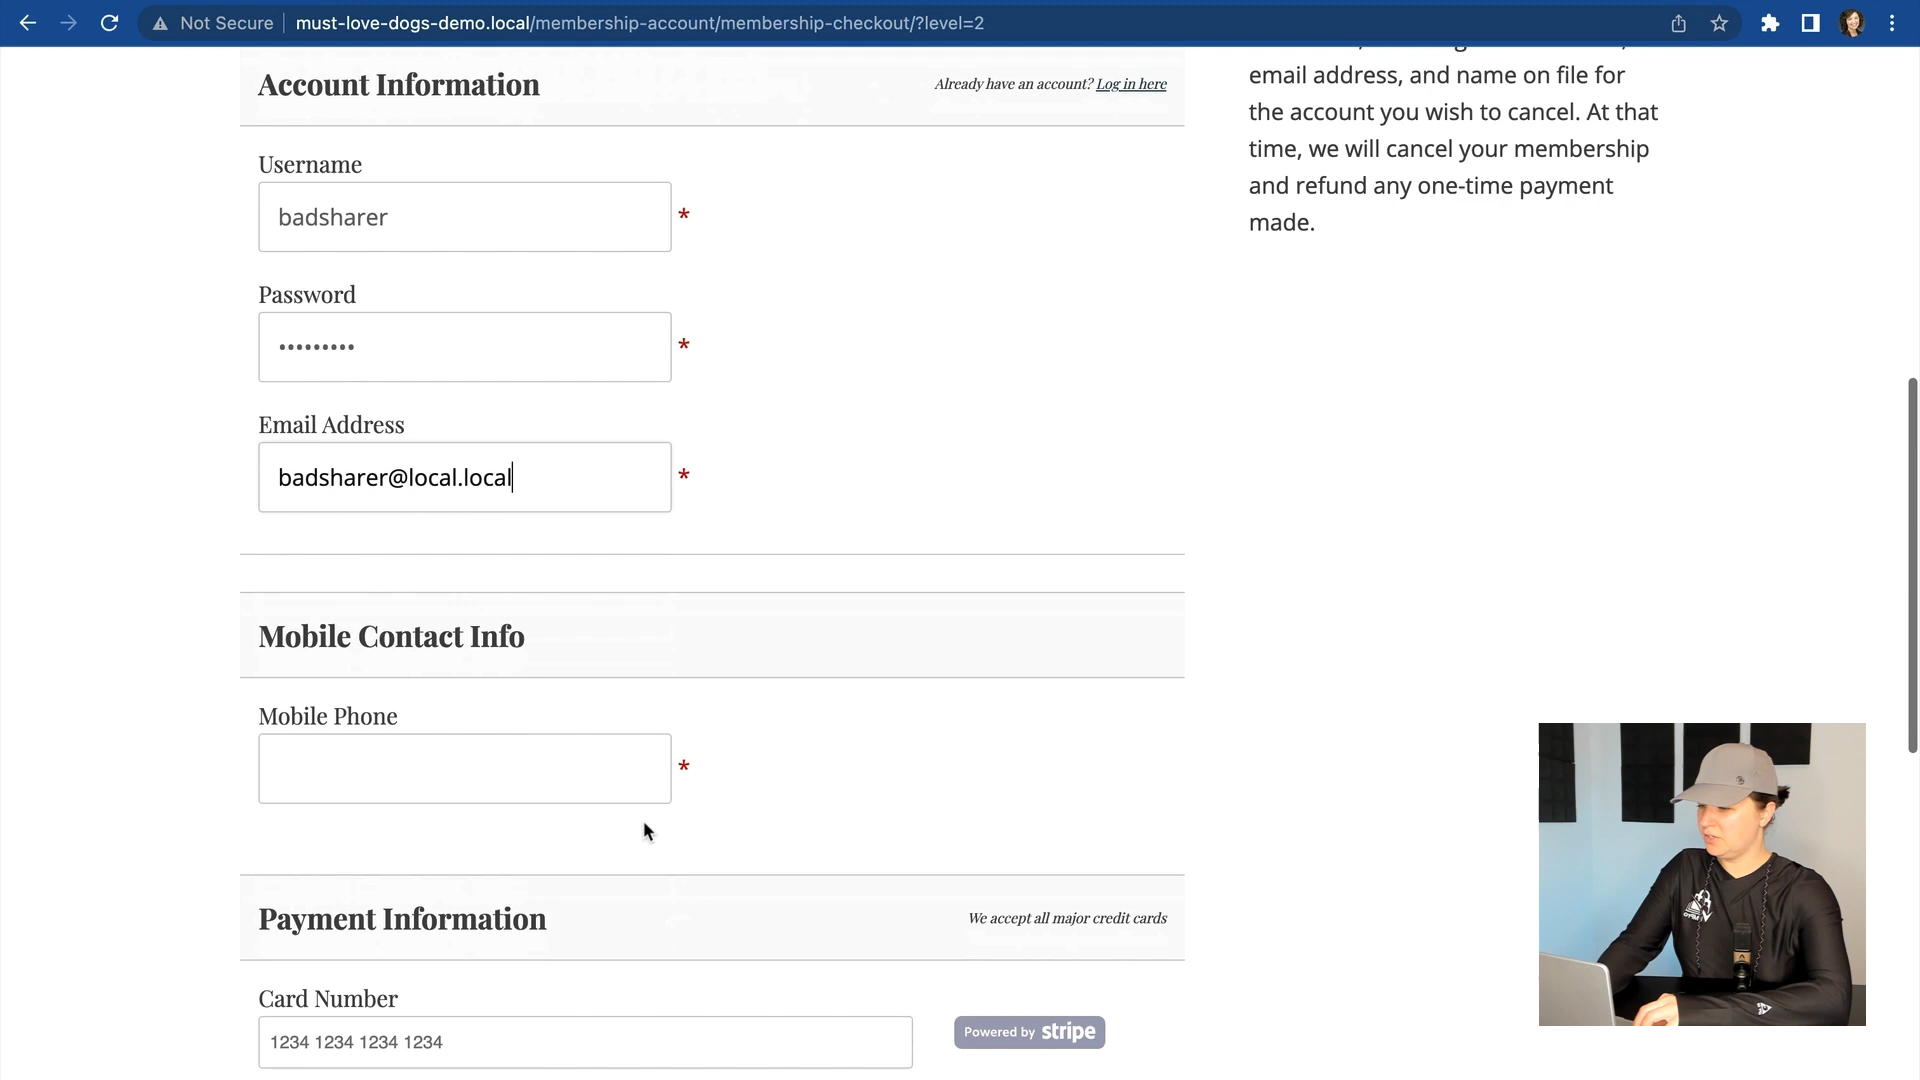 Not Secure
must-love-dogs-demo.local/membership-account/membership-checkout/?level=2
Account Information
Already have an account? Log in here
Username
badsharer
*
Password
•••••••••
*
Email Address
badsharer@local.local
*
Mobile Contact Info
Mobile Phone
*
Payment Information
We accept all major credit cards
Card Number
1234 1234 1234 1234
Powered by stripe
email address, and name on file for
the account you wish to cancel. At that
time, we will cancel your membership
and refund any one-time payment
made.